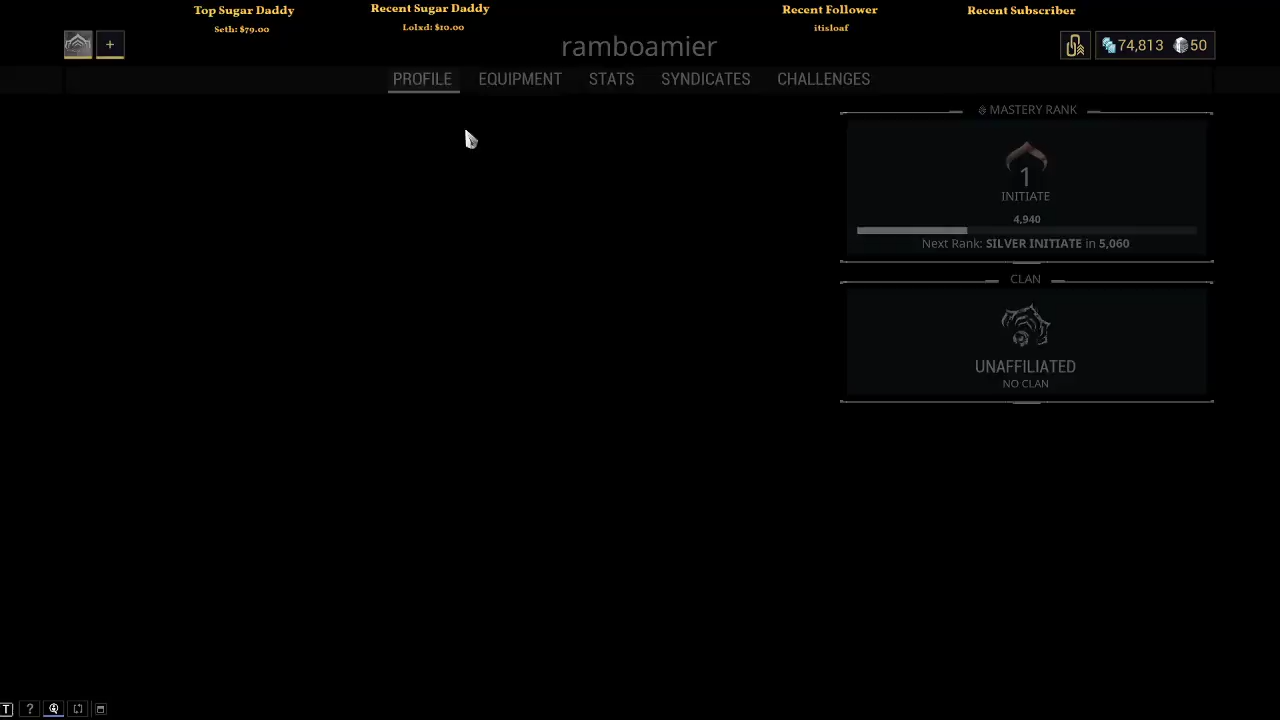 Top Sugar Daddy
Seth: $79.00
Recent Sugar Daddy
Lolxd: $10.00
Recent Follower
itisloaf
Recent Subscriber
+
ramboamier
74,813
50
PROFILE
EQUIPMENT
STATS
SYNDICATES
CHALLENGES
MASTERY RANK
1
INITIATE
4,940
Next Rank: SILVER INITIATE in 5,060
CLAN
UNAFFILIATED
NO CLAN
T
?